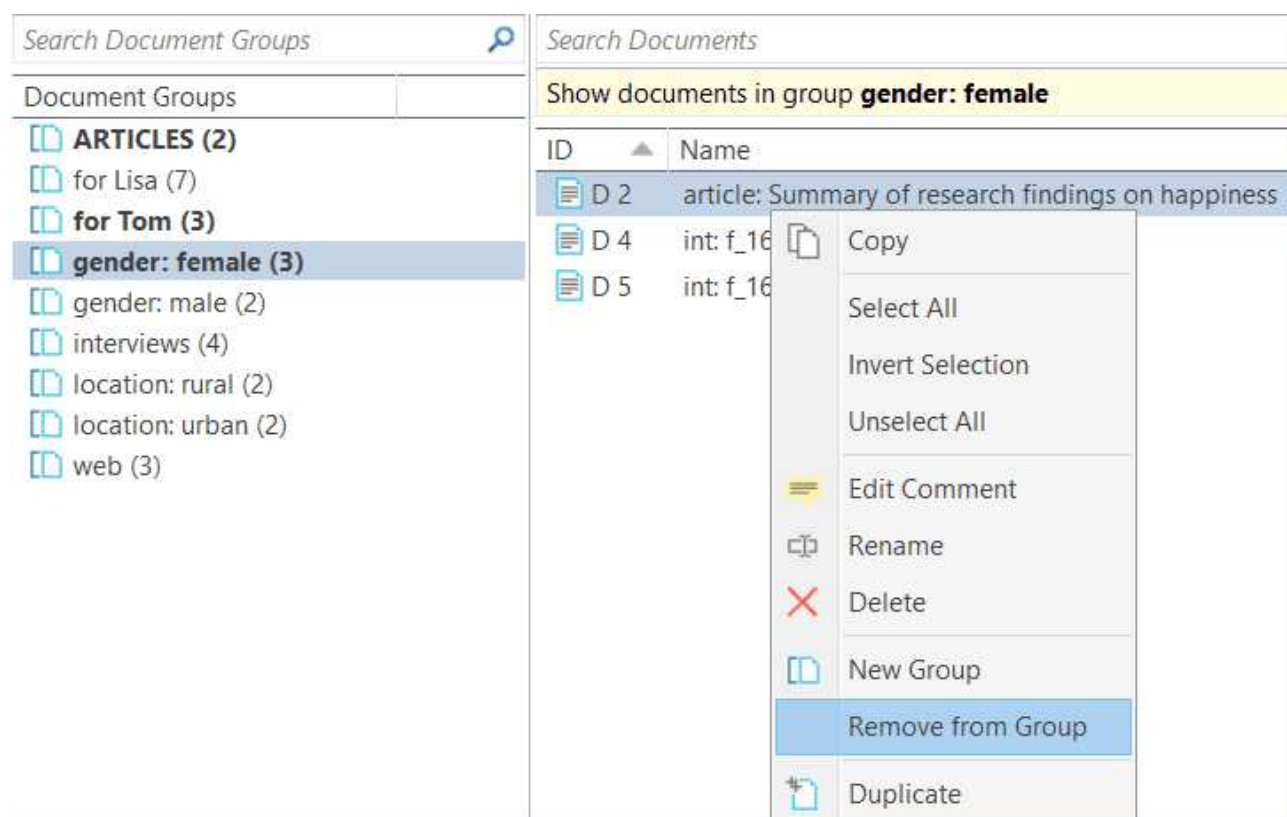 Search Document Groups
Document Groups
ARTICLES (2)
for Lisa (7)
for Tom (3)
gender: female (3)
gender: male (2)
interviews (4)
location: rural (2)
location: urban (2)
web (3)
Search Documents
Show documents in group gender: female
ID Name
D 2 article: Summary of research findings on happiness
D 4 int: f_16
D 5 int: f_16
Copy
Select All
Invert Selection
Unselect All
Edit Comment
Rename
Delete
New Group
Remove from Group
Duplicate